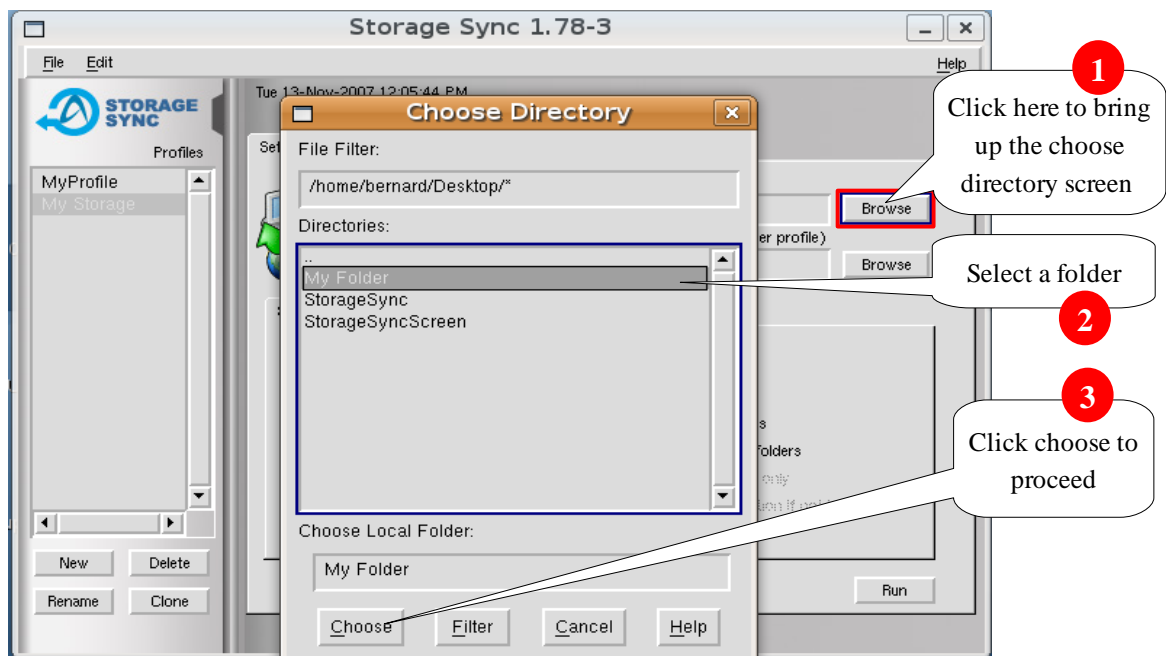 Storage Sync 1.78-3
File Edit Help
STORAGE
SYNC
Profiles
MyProfile
My Storage
New Delete
Rename Clone
Tue 13-Nov-2007 12:05:44 PM
Set
Choose Directory
File Filter:
/home/bernard/Desktop/*
Directories:
..
My Folder
StorageSync
StorageSyncScreen
Choose Local Folder:
My Folder
Choose Filter Cancel Help
Browse
er profile)
Browse
s
folders
only
Run
1
Click here to bring
up the choose
directory screen
Select a folder
2
3
Click choose to
proceed